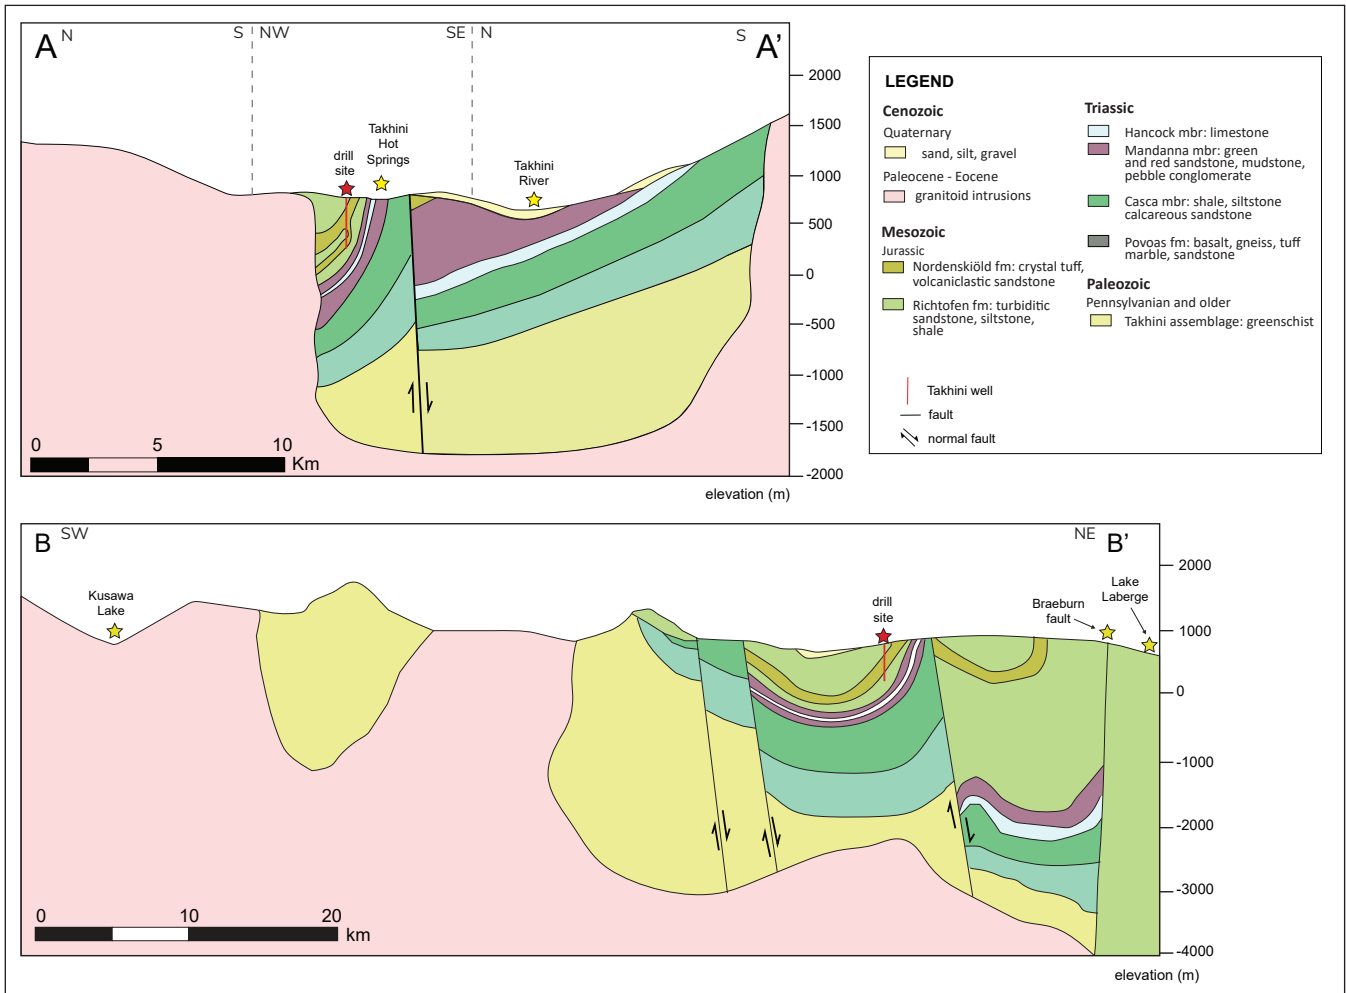 A N
S NW
SE N
S A'
Takhini
Hot
Springs
drill
site
Takhini
River
2000
1500
1000
500
0
-500
-1000
-1500
-2000
elevation (m)
0 5 10
Km
LEGEND
Cenozoic
Quaternary
sand, silt, gravel
Paleocene - Eocene
granitoid intrusions
Mesozoic
Jurassic
Nordenskiöld fm: crystal tuff,
volcaniclastic sandstone
Richtofen fm: turbiditic
sandstone, siltstone,
shale
Triassic
Hancock mbr: limestone
Mandanna mbr: green
and red sandstone, mudstone,
pebble conglomerate
Casca mbr: shale, siltstone
calcareous sandstone
Povoas fm: basalt, gneiss, tuff
marble, sandstone
Paleozoic
Pennsylvanian and older
Takhini assemblage: greenschist
Takhini well
fault
normal fault
B SW
NE B'
Kusawa
Lake
drill
site
Braeburn
fault
Lake
Laberge
2000
1000
0
-1000
-2000
-3000
-4000
elevation (m)
0 10 20
km